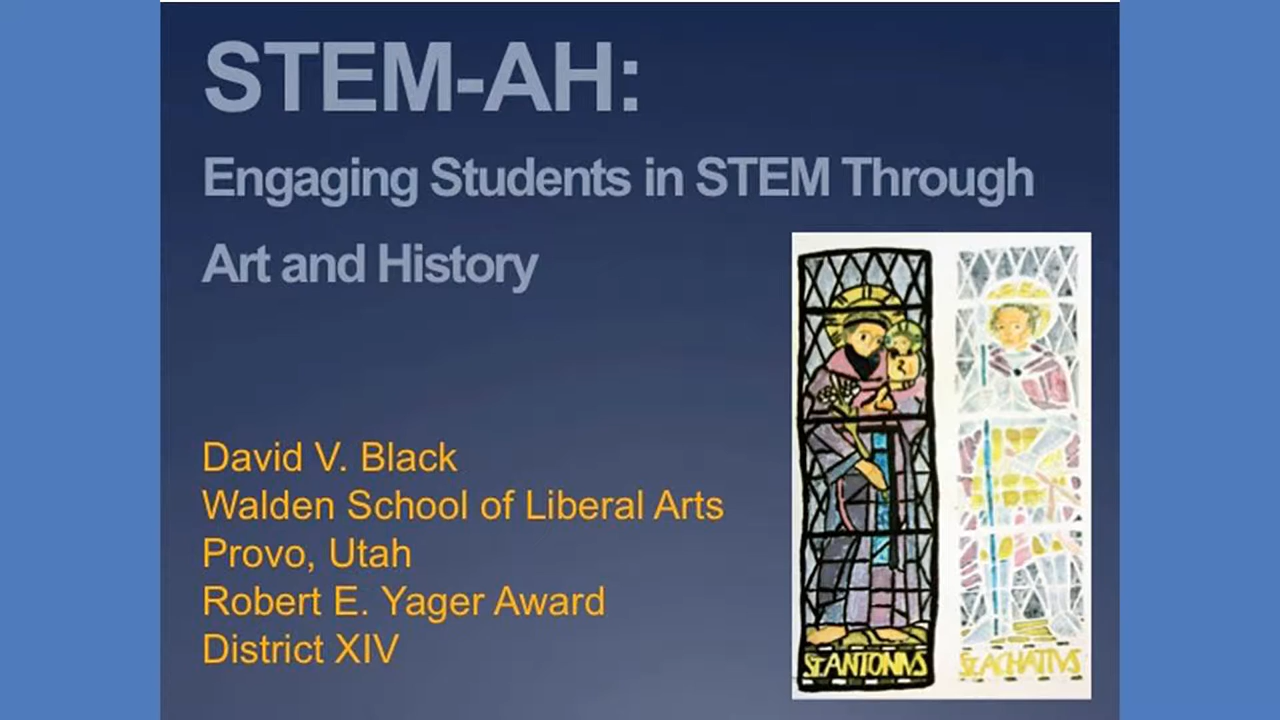 STEM-AH:
Engaging Students in STEM Through
Art and History
David V. Black
Walden School of Liberal Arts
Provo, Utah
Robert E. Yager Award
District XIV
St.ANTONIVS
St.ACHATIVS